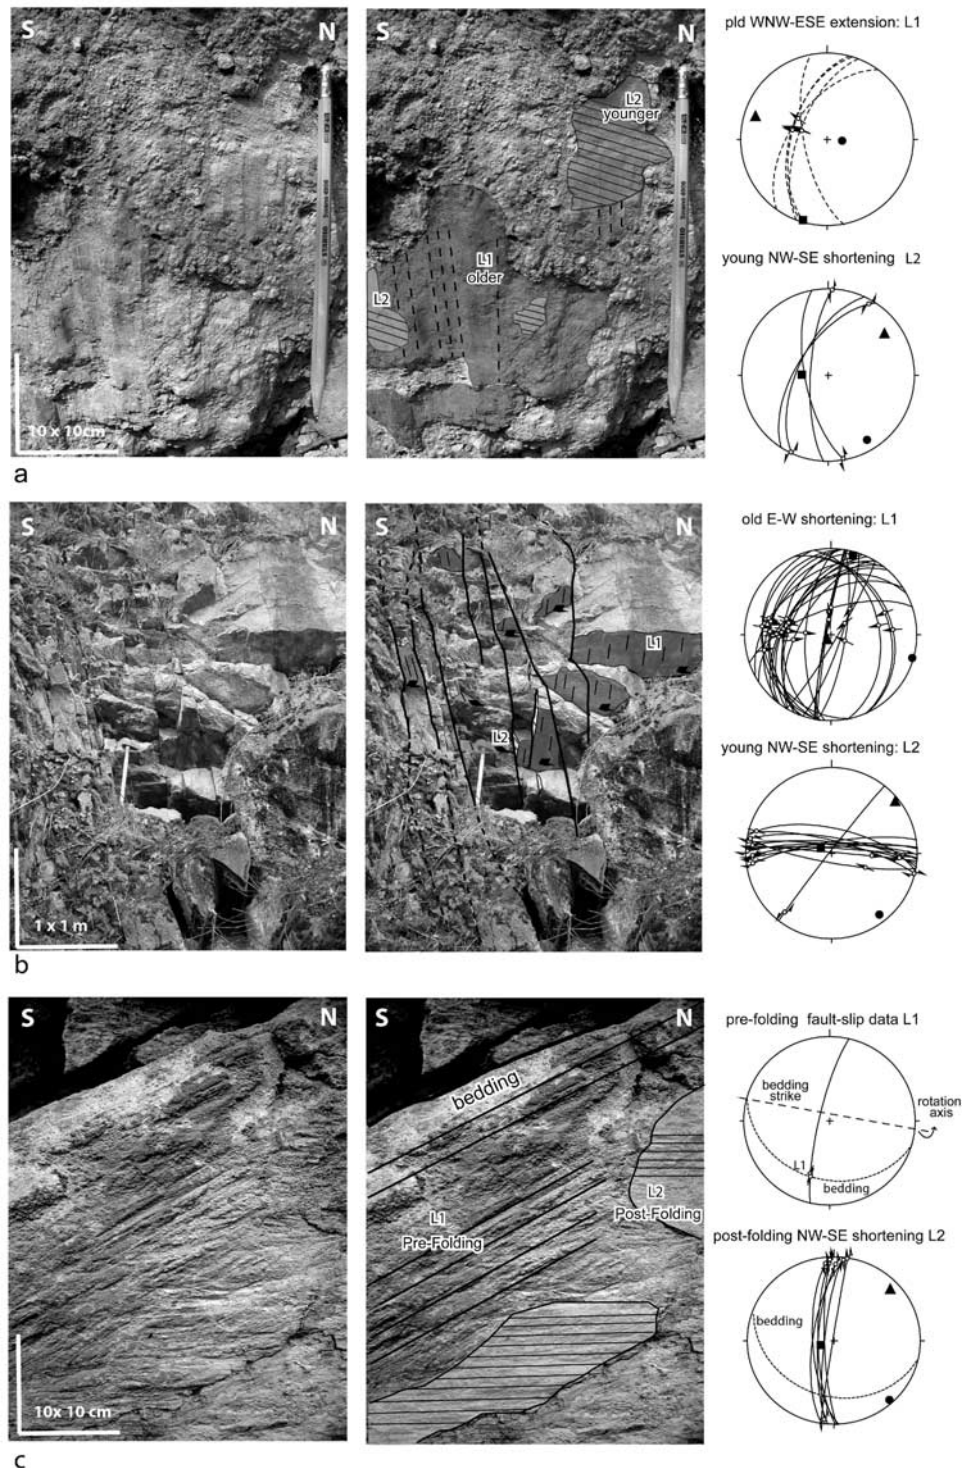 S N
S N
L2
younger
L1
older
L2
10 x 10cm
a
pld WNW-ESE extension: L1
young NW-SE shortening L2
S N
S N
L1
L2
1 x 1 m
b
old E-W shortening: L1
young NW-SE shortening: L2
S N
S N
bedding
L1
Pre-Folding
L2
Post-Folding
10x 10 cm
c
pre-folding fault-slip data L1
bedding
strike
rotation
axis
L1
bedding
post-folding NW-SE shortening L2
bedding